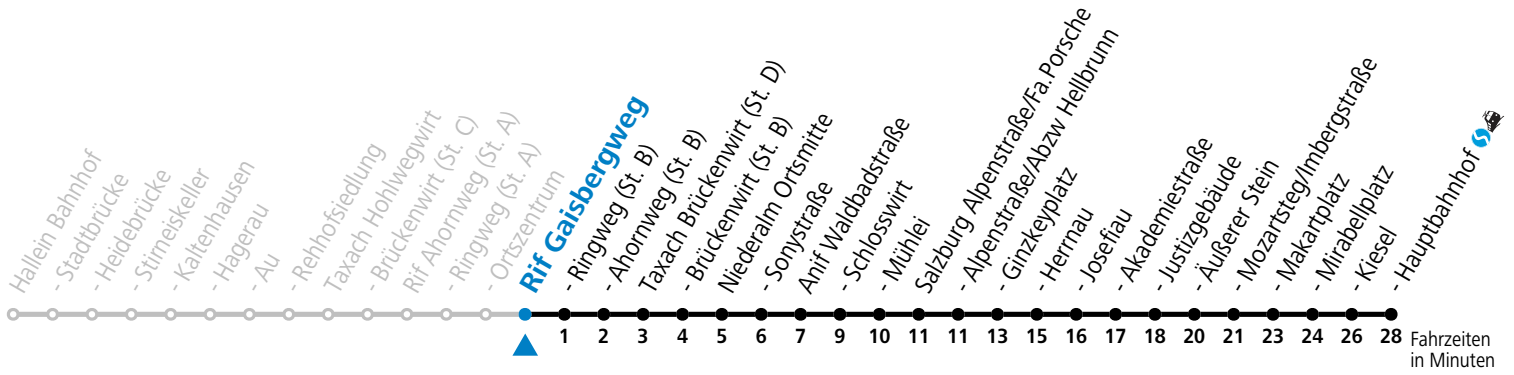 Hallein Bahnhof
- Stadtbrücke
- Heidebrücke
- Stirneiskeller
- Kaltenhausen
- Hagerau
- Au
- Rehhofsiedlung
Taxach Hohlwegwirt
- Brückenwirt (St. C)
Rif Ahornweg (St. A)
- Ringweg (St. A)
- Ortszentrum
Rif Gaisbergweg
- Ringweg (St. B)
- Ahornweg (St. B)
Taxach Brückenwirt (St. D)
- Brückenwirt (St. B)
Niederalm Ortsmitte
- Sonystraße
Anif Waldbadstraße
- Schlosswirt
- Mühlei
Salzburg Alpenstraße/Fa.Porsche
- Alpenstraße/Abzw Hellbrunn
- Ginzkeyplatz
- Herrnau
- Josefiau
- Akademiestraße
- Justizgebäude
- Äußerer Stein
- Mozartsteg/Imbergstraße
- Makartplatz
- Mirabellplatz
- Kiesel
- Hauptbahnhof
1 2 3 4 5 6 7 9 10 11 11 13 15 16 17 18 20 21 23 24 26 28 Fahrzeiten
in Minuten